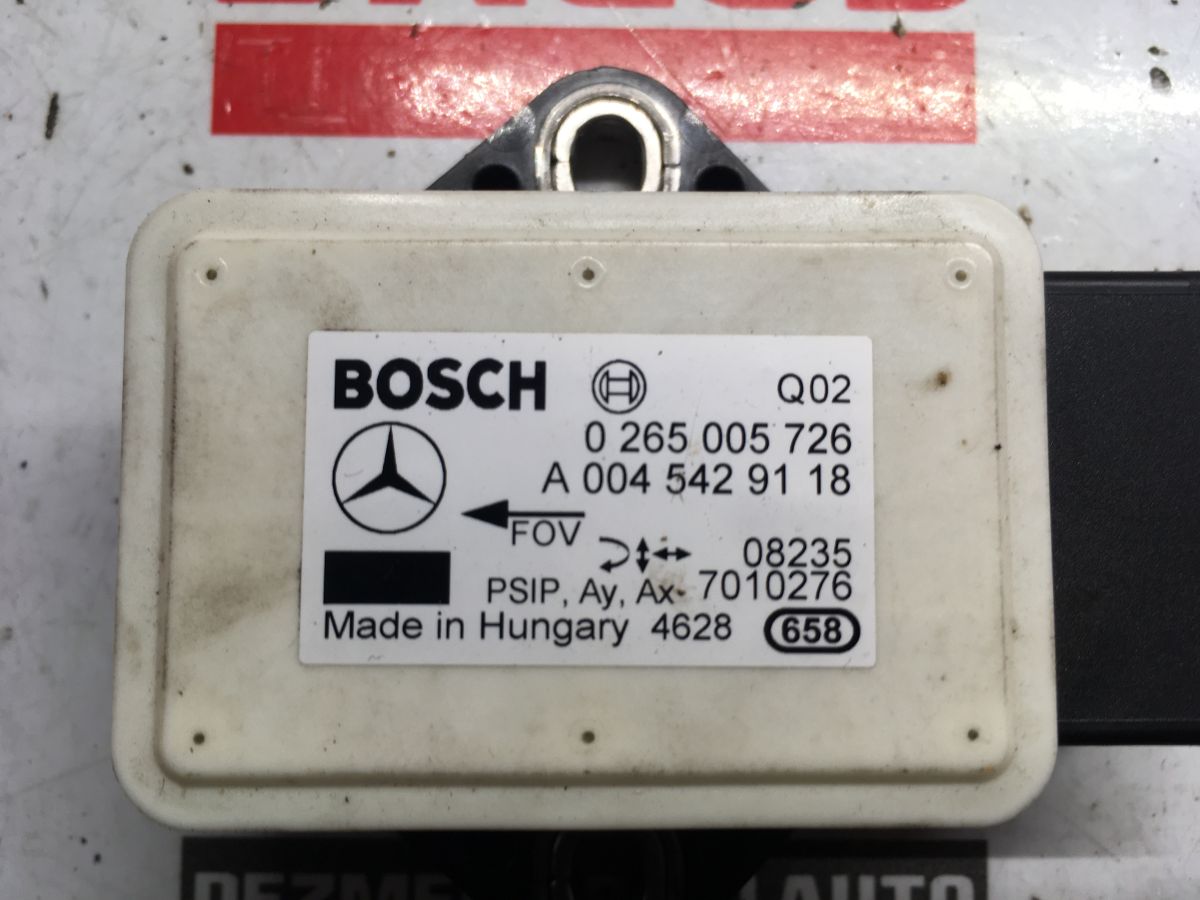 BOSCH Q02
0 265 005 726
A 004 542 91 18
FOV
08235
PSIP, Ay, Ax 7010276
Made in Hungary 4628 658
AUTO